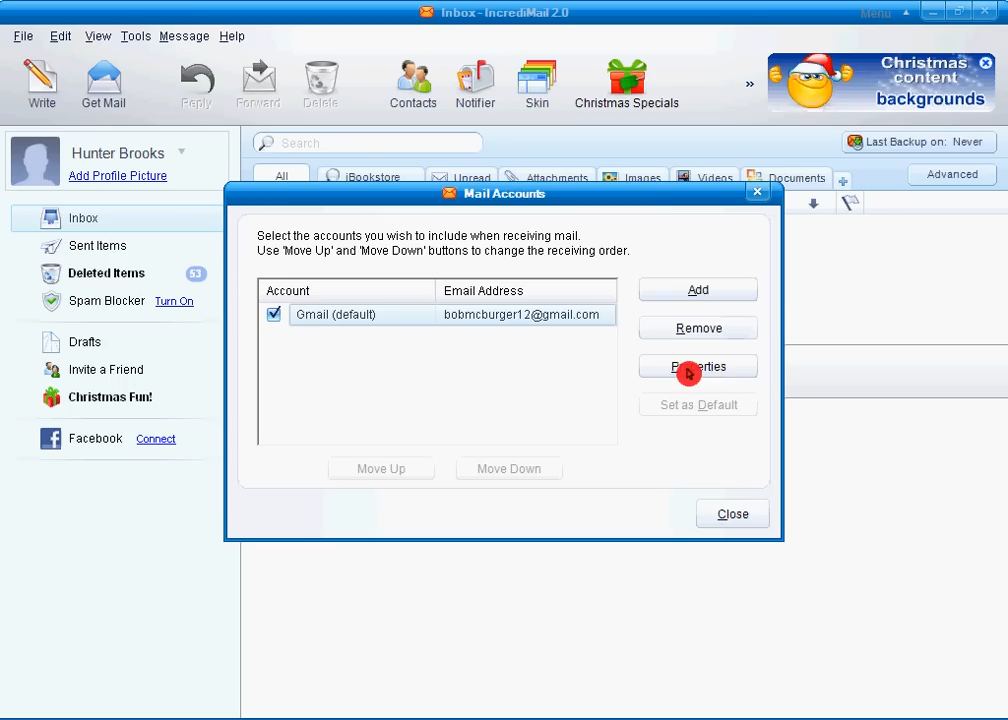 Inbox - IncrediMail 2.0
Menu
File Edit View Tools Message Help
Write Get Mail Reply Forward Delete Contacts Notifier Skin Christmas Specials »
Christmas
content
backgrounds
Hunter Brooks
Add Profile Picture
Search
Last Backup on: Never
All iBookstore Unread Attachments Images Videos Documents
Advanced
Inbox
Sent Items
Deleted Items 53
Spam Blocker Turn On
Drafts
Invite a Friend
Christmas Fun!
Facebook Connect
Mail Accounts
Select the accounts you wish to include when receiving mail.
Use 'Move Up' and 'Move Down' buttons to change the receiving order.
Account Email Address
Gmail (default) bobmcburger12@gmail.com
Add
Remove
Properties
Set as Default
Move Up Move Down
Close